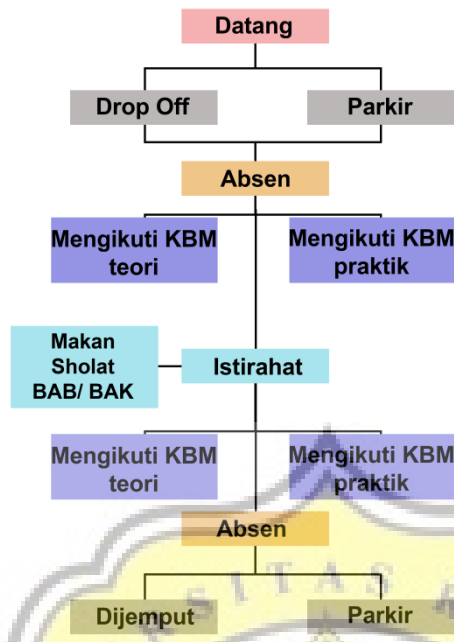 Datang
Drop Off
Parkir
Absen
Mengikuti KBM
teori
Mengikuti KBM
praktik
Makan
Sholat
BAB/ BAK
Istirahat
Mengikuti KBM
teori
Mengikuti KBM
praktik
Absen
S I T A S
Dijemput
Parkir